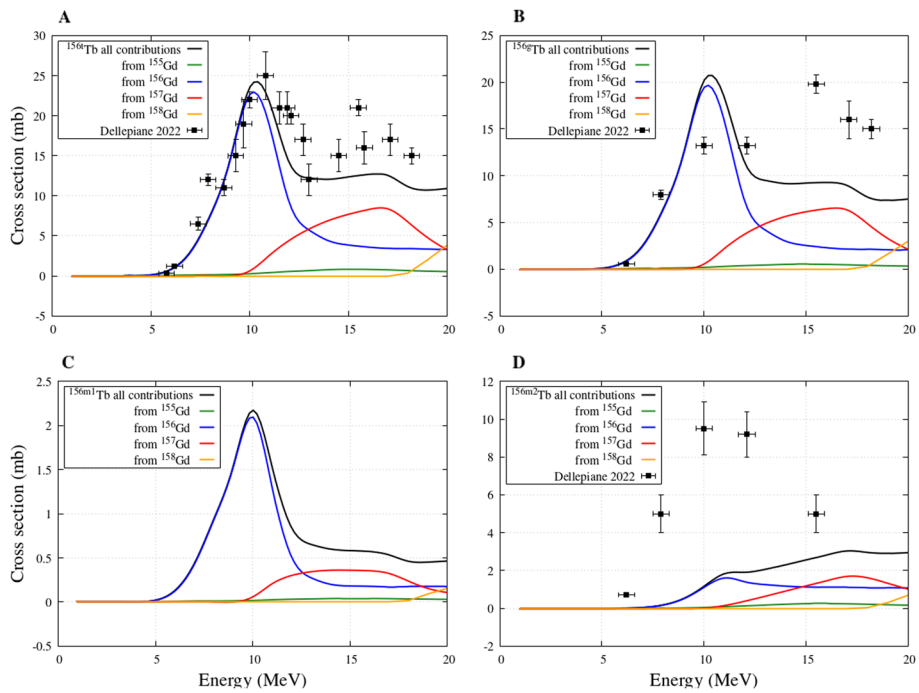 A
Cross section (mb)
30
25
20
15
10
5
0
-5
156tTb all contributions
from 155Gd
from 156Gd
from 157Gd
from 158Gd
Dellepiane 2022
5 10 15 20
B
25
20
15
10
5
0
-5
156gTb all contributions
from 155Gd
from 156Gd
from 157Gd
from 158Gd
Dellepiane 2022
0 5 10 15 20
C
Cross section (mb)
2.5
2
1.5
1
0.5
0
-0.5
156m1Tb all contributions
from 155Gd
from 156Gd
from 157Gd
from 158Gd
0 5 10 15 20
Energy (MeV)
D
12
10
8
6
4
2
0
-2
156m2Tb all contributions
from 155Gd
from 156Gd
from 157Gd
from 158Gd
Dellepiane 2022
0 5 10 15 20
Energy (MeV)